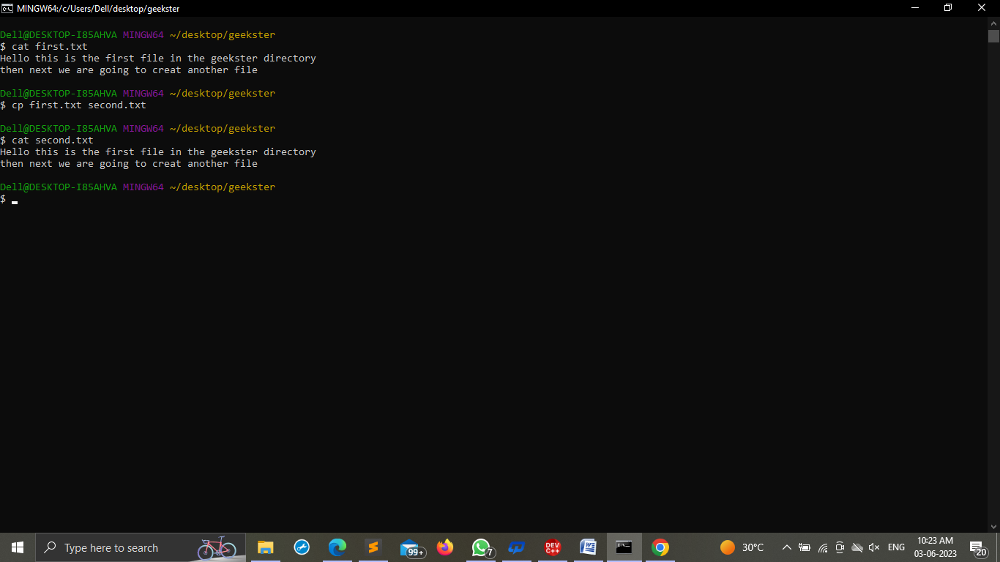 MINGW64:/c/Users/Dell/desktop/geekster
Dell@DESKTOP-I85AHVA MINGW64 ~/desktop/geekster
$ cat first.txt
Hello this is the first file in the geekster directory
then next we are going to creat another file
Dell@DESKTOP-I85AHVA MINGW64 ~/desktop/geekster
$ cp first.txt second.txt
Dell@DESKTOP-I85AHVA MINGW64 ~/desktop/geekster
$ cat second.txt
Hello this is the first file in the geekster directory
then next we are going to creat another file
Dell@DESKTOP-I85AHVA MINGW64 ~/desktop/geekster
$
Type here to search
99+
7
DEV
C++
30°C
ENG
10:23 AM
03-06-2023
20